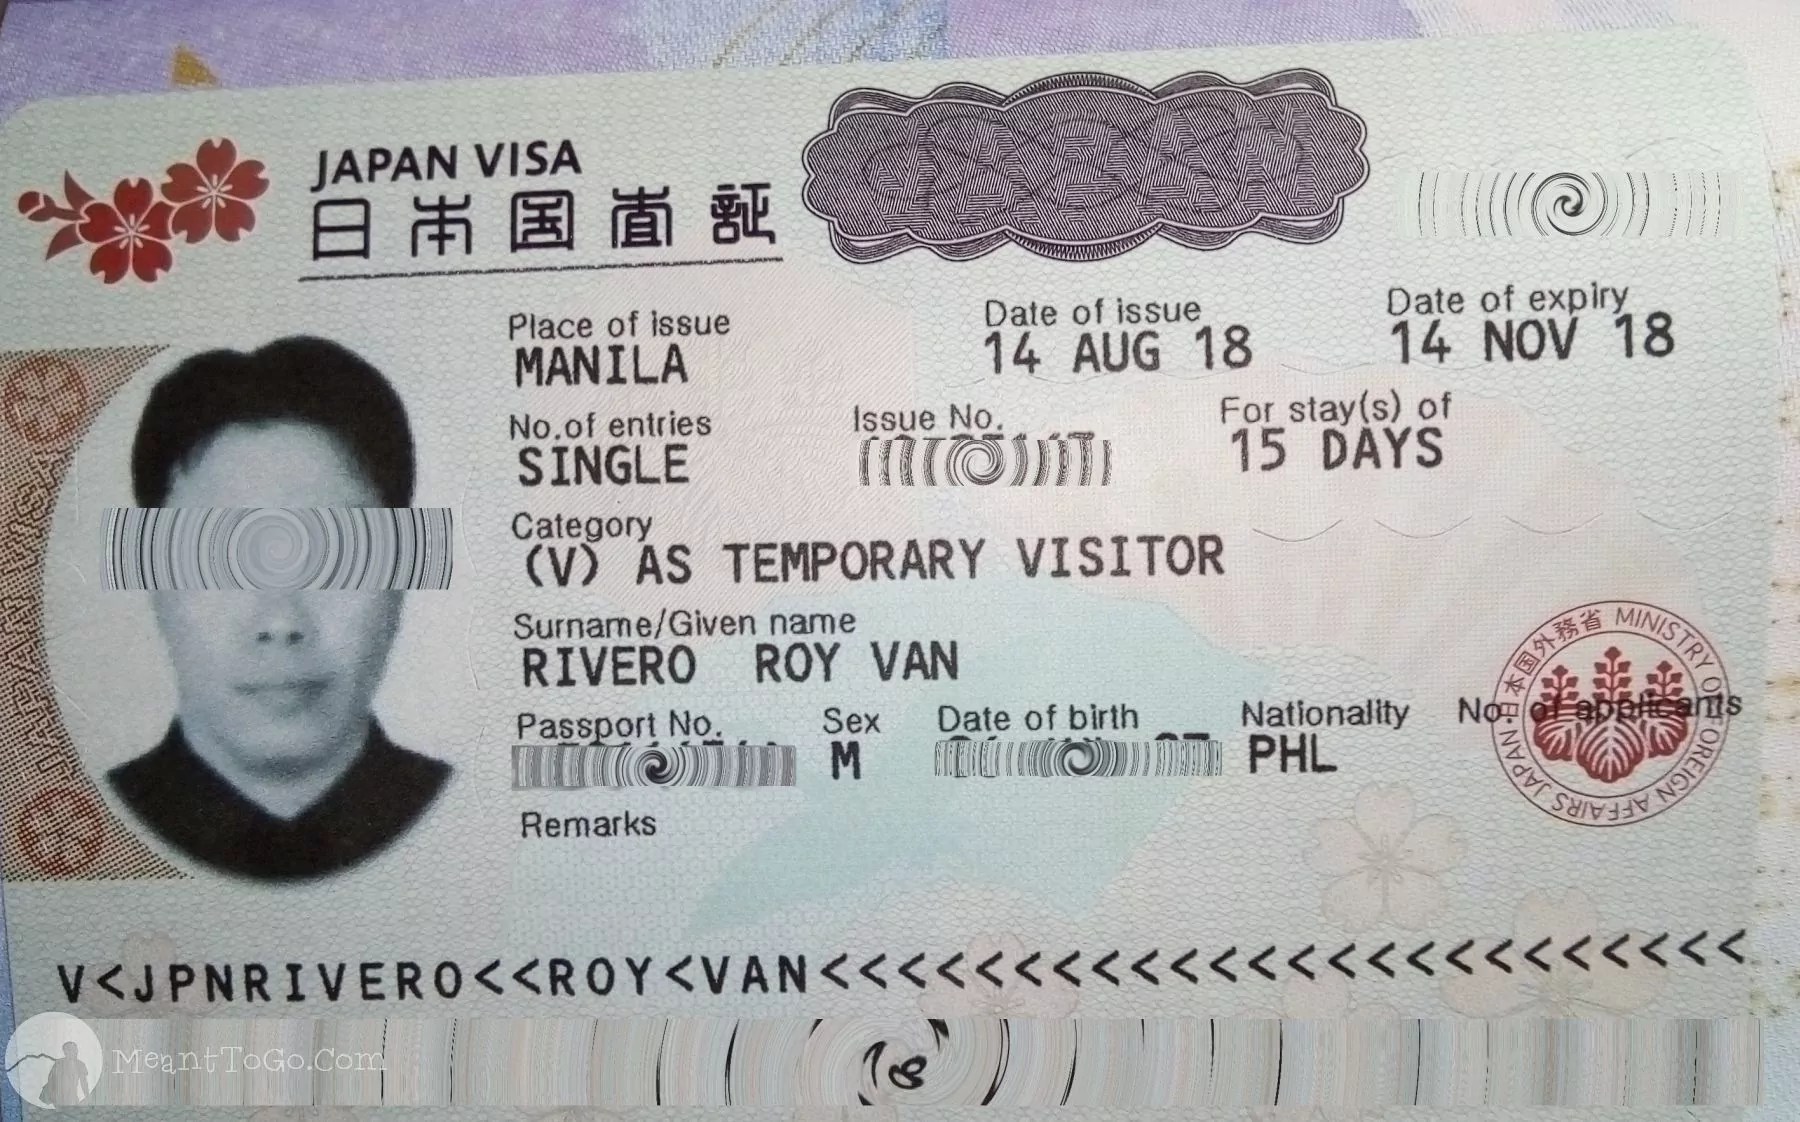 JAPAN VISA
日本国査証
JAPAN
Place of issue
MANILA
Date of issue
14 AUG 18
Date of expiry
14 NOV 18
No.of entries
SINGLE
Issue No.
For stay(s) of
15 DAYS
Category
(V) AS TEMPORARY VISITOR
Surname/Given name
RIVERO ROY VAN
Passport No.
Sex
M
Date of birth
Nationality
PHL
No. of applicants
日本国外務省 MINISTRY OF FOREIGN AFFAIRS JAPAN
Remarks
V<JPNRIVERO<<ROY<VAN<<<<<<<<<<<<<<<<<<<<<<<<
MeantToGo.Com